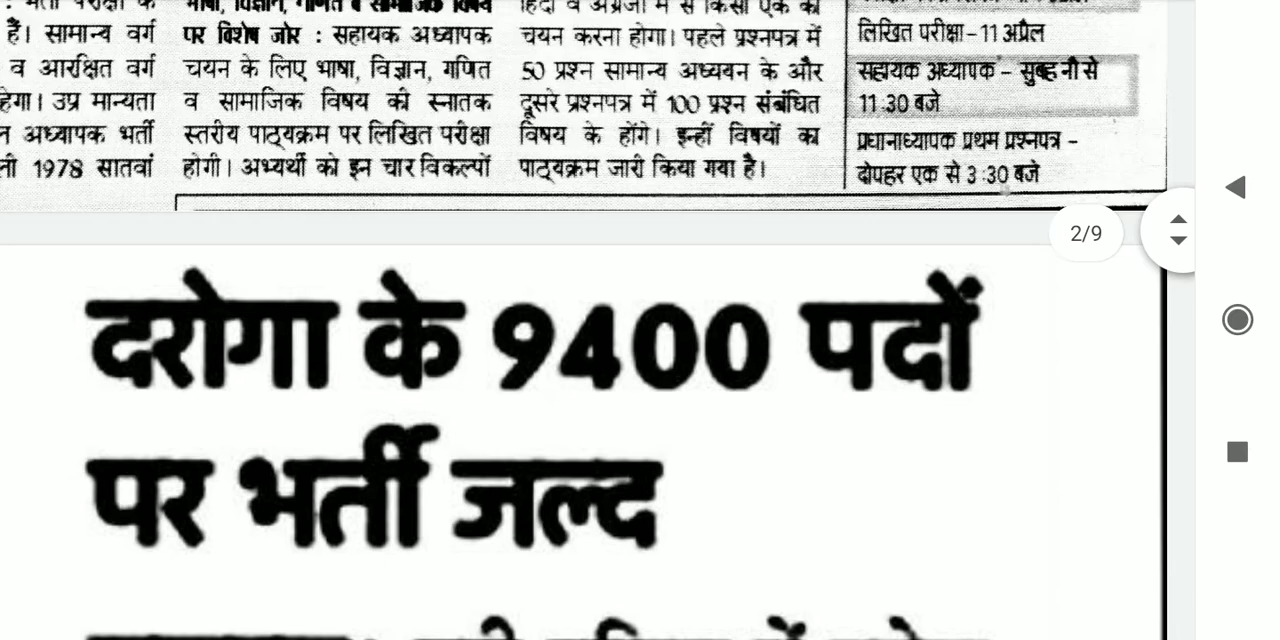 है। सामान्य वर्ग
व आरक्षित वर्ग
हेगा। उप्र मान्यता
न अध्यापक भर्ती
ली 1978 सातवां
भाषा, विज्ञान, गणित व सामाजिक विषय
पर विशेष जोर : सहायक अध्यापक
चयन के लिए भाषा, विज्ञान, गणित
व सामाजिक विषय की स्नातक
स्तरीय पाठ्यक्रम पर लिखित परीक्षा
होगी। अभ्यर्थी को इन चार विकल्पों
हिंदी व अंग्रेजी में से किसी एक का
चयन करना होगा। पहले प्रश्नपत्र में
50 प्रश्न सामान्य अध्ययन के और
दूसरे प्रश्नपत्र में 100 प्रश्न संबंधित
विषय के होंगे। इन्हीं विषयों का
पाठ्यक्रम जारी किया गया है।
लिखित परीक्षा-11 अप्रैल
सहायक अध्यापक - सुबह नौ से
11:30 बजे
प्रधानाध्यापक प्रथम प्रश्नपत्र -
दोपहर एक से 3:30 बजे
2/9
दरोगा के 9400 पदों
पर भर्ती जल्द